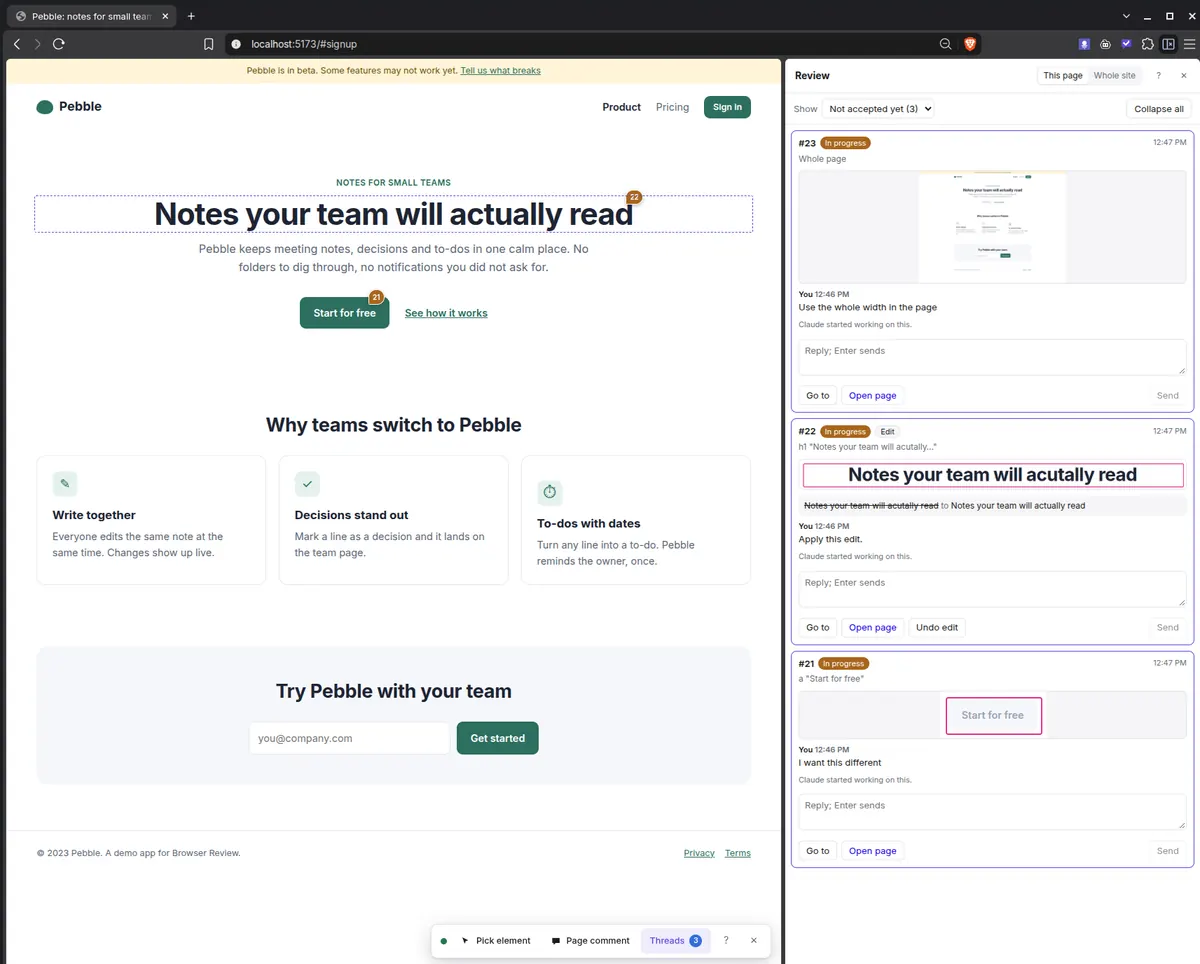 Pebble: notes for small team
localhost:5173/#signup
Pebble is in beta. Some features may not work yet. Tell us what breaks
Pebble
Product Pricing Sign in
NOTES FOR SMALL TEAMS
Notes your team will actually read
22
Pebble keeps meeting notes, decisions and to-dos in one calm place. No
folders to dig through, no notifications you did not ask for.
21
Start for free See how it works
Why teams switch to Pebble
Write together
Everyone edits the same note at the
same time. Changes show up live.
Decisions stand out
Mark a line as a decision and it lands on
the team page.
To-dos with dates
Turn any line into a to-do. Pebble
reminds the owner, once.
Try Pebble with your team
you@company.com Get started
© 2023 Pebble. A demo app for Browser Review. Privacy Terms
Pick element Page comment Threads 3 ?
Review This page Whole site ?
Show Not accepted yet (3) Collapse all
#23 In progress 12:47 PM
Whole page
Notes your team will actually read
You 12:46 PM
Use the whole width in the page
Claude started working on this.
Reply; Enter sends
Go to Open page Send
#22 In progress Edit 12:47 PM
h1 "Notes your team will acutally..."
Notes your team will acutally read
Notes your team will acutally read to Notes your team will actually read
You 12:46 PM
Apply this edit.
Claude started working on this.
Reply; Enter sends
Go to Open page Undo edit Send
#21 In progress 12:47 PM
a "Start for free"
Start for free
You 12:46 PM
I want this different
Claude started working on this.
Reply; Enter sends
Go to Open page Send